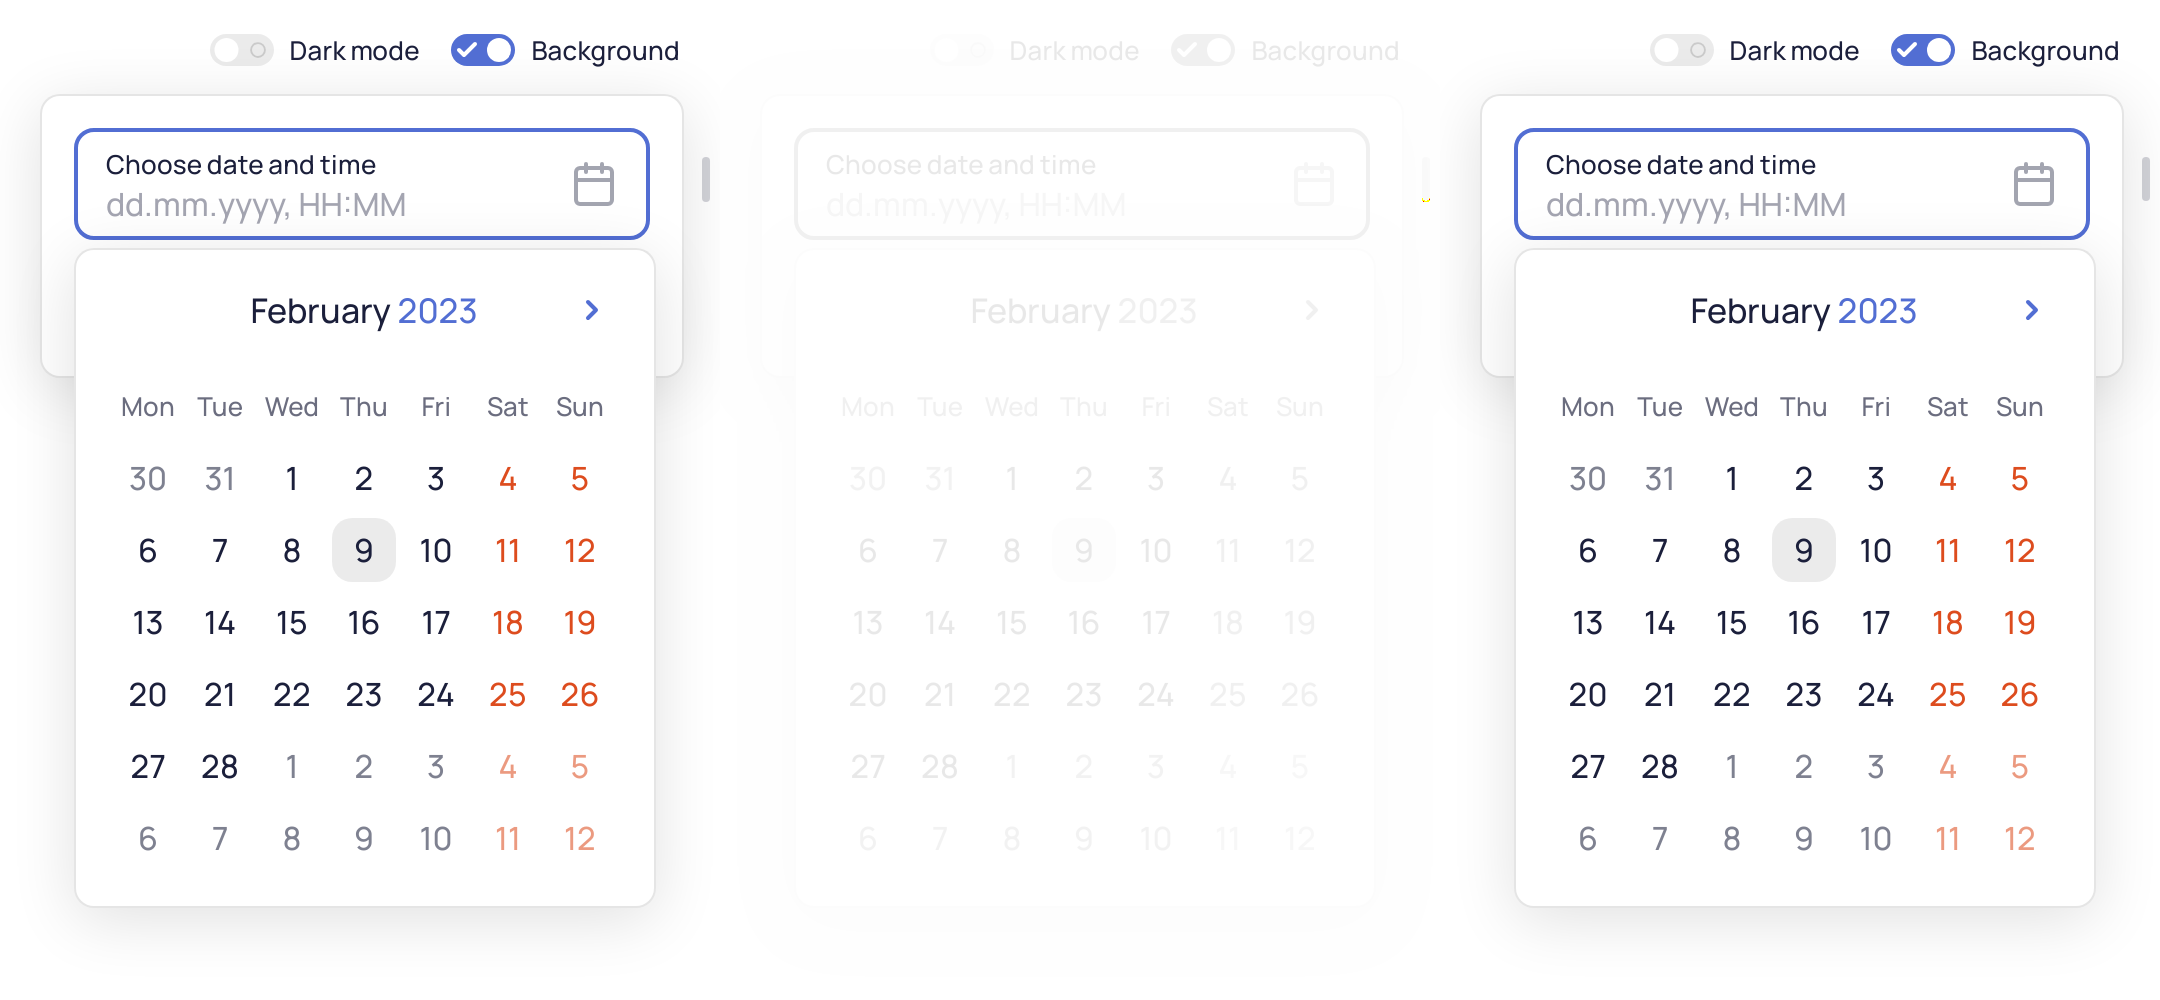 Dark mode Background
Choose date and time
dd.mm.yyyy, HH:MM
February 2023
Mon Tue Wed Thu Fri Sat Sun
30 31 1 2 3 4 5
6 7 8 9 10 11 12
13 14 15 16 17 18 19
20 21 22 23 24 25 26
27 28 1 2 3 4 5
6 7 8 9 10 11 12
Dark mode Background
Choose date and time
dd.mm.yyyy, HH:MM
February 2023
Mon Tue Wed Thu Fri Sat Sun
30 31 1 2 3 4 5
6 7 8 9 10 11 12
13 14 15 16 17 18 19
20 21 22 23 24 25 26
27 28 1 2 3 4 5
6 7 8 9 10 11 12
Dark mode Background
Choose date and time
dd.mm.yyyy, HH:MM
February 2023
Mon Tue Wed Thu Fri Sat Sun
30 31 1 2 3 4 5
6 7 8 9 10 11 12
13 14 15 16 17 18 19
20 21 22 23 24 25 26
27 28 1 2 3 4 5
6 7 8 9 10 11 12